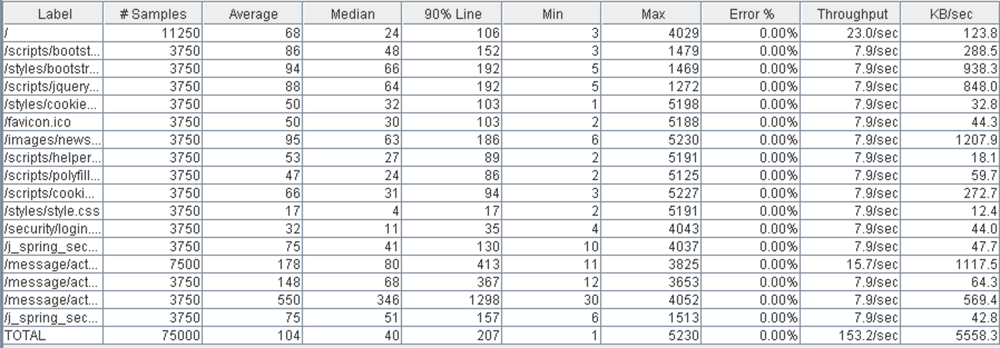 Label # Samples Average Median 90% Line Min Max Error % Throughput KB/sec
/ 11250 68 24 106 3 4029 0.00% 23.0/sec 123.8
/scripts/bootst... 3750 86 48 152 3 1479 0.00% 7.9/sec 288.5
/styles/bootstr... 3750 94 66 192 5 1469 0.00% 7.9/sec 938.3
/scripts/jquery... 3750 88 64 192 5 1272 0.00% 7.9/sec 848.0
/styles/cookie... 3750 50 32 103 1 5198 0.00% 7.9/sec 32.8
/favicon.ico 3750 50 30 103 2 5188 0.00% 7.9/sec 44.3
/images/news... 3750 95 63 186 6 5230 0.00% 7.9/sec 1207.9
/scripts/helper... 3750 53 27 89 2 5191 0.00% 7.9/sec 18.1
/scripts/polyfill... 3750 47 24 86 2 5125 0.00% 7.9/sec 59.7
/scripts/cooki... 3750 66 31 94 3 5227 0.00% 7.9/sec 272.7
/styles/style.css 3750 17 4 17 2 5191 0.00% 7.9/sec 12.4
/security/login.... 3750 32 11 35 4 4043 0.00% 7.9/sec 44.0
/j_spring_sec... 3750 75 41 130 10 4037 0.00% 7.9/sec 47.7
/message/act... 7500 178 80 413 11 3825 0.00% 15.7/sec 1117.5
/message/act... 3750 148 68 367 12 3653 0.00% 7.9/sec 64.3
/message/act... 3750 550 346 1298 30 4052 0.00% 7.9/sec 569.4
/j_spring_sec... 3750 75 51 157 6 1513 0.00% 7.9/sec 42.8
TOTAL 75000 104 40 207 1 5230 0.00% 153.2/sec 5558.3